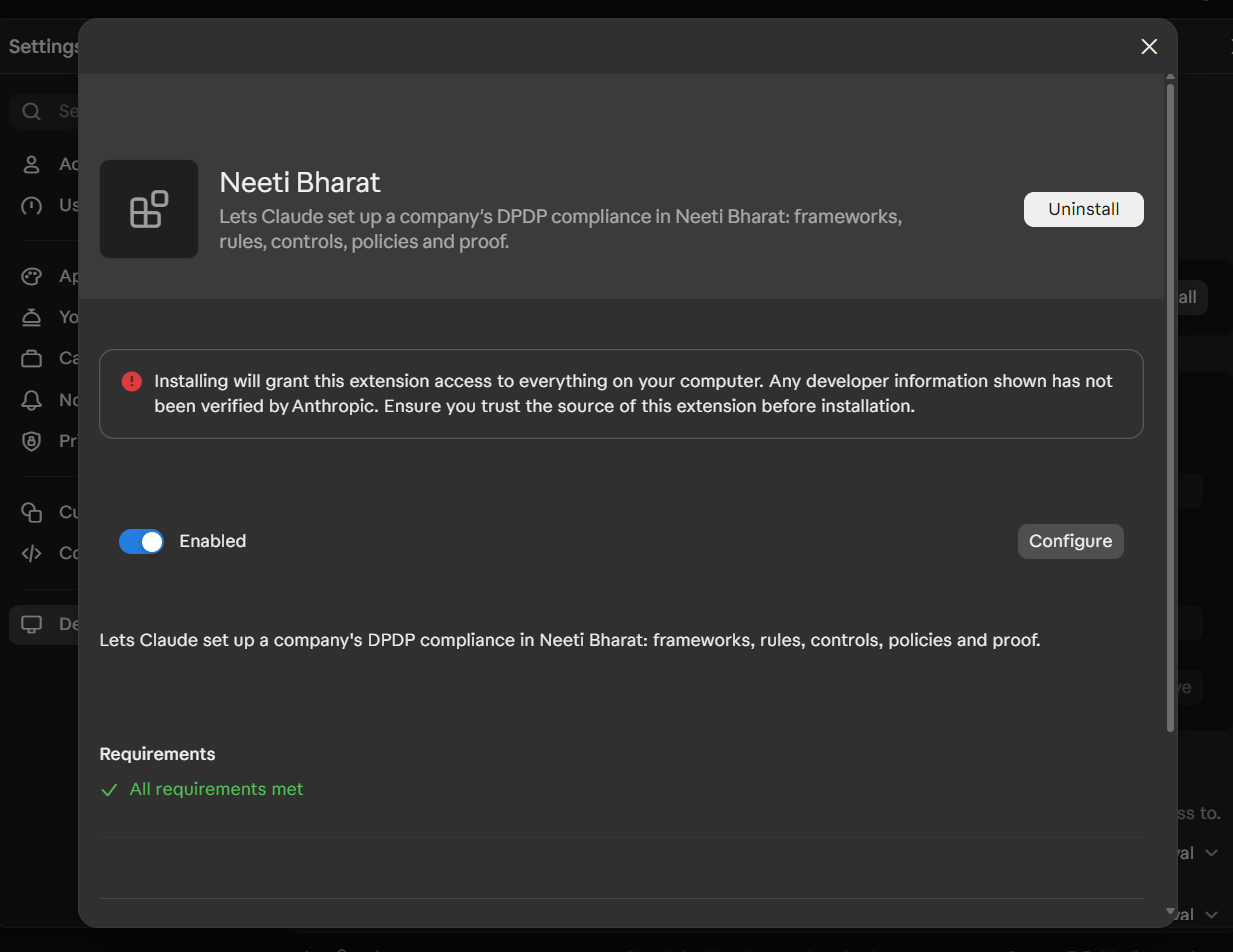 Settings
Neeti Bharat
Lets Claude set up a company's DPDP compliance in Neeti Bharat: frameworks,
rules, controls, policies and proof.
Uninstall
Installing will grant this extension access to everything on your computer. Any developer information shown has not
been verified by Anthropic. Ensure you trust the source of this extension before installation.
Enabled
Configure
Lets Claude set up a company's DPDP compliance in Neeti Bharat: frameworks, rules, controls, policies and proof.
Requirements
All requirements met